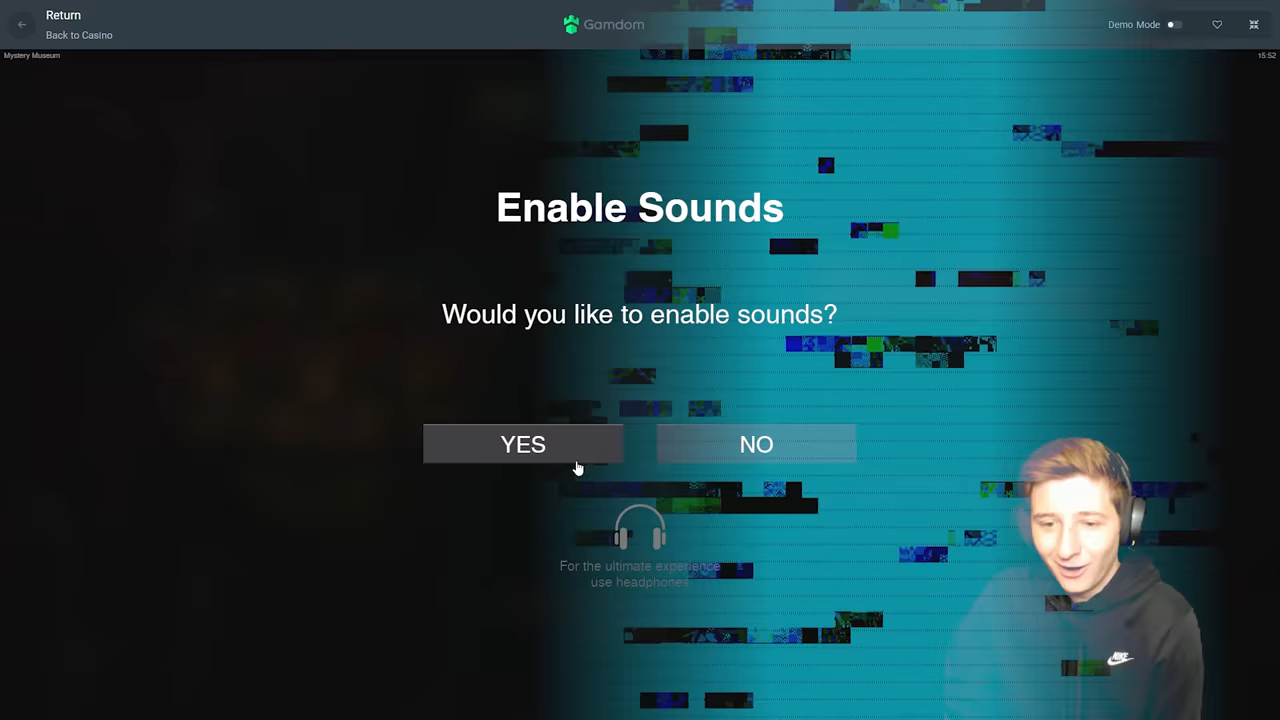 Return
Back to Casino
Gamdom
Demo Mode
Mystery Museum
15:52
Enable Sounds
Would you like to enable sounds?
YES
NO
For the ultimate experience
use headphones.
NIKE